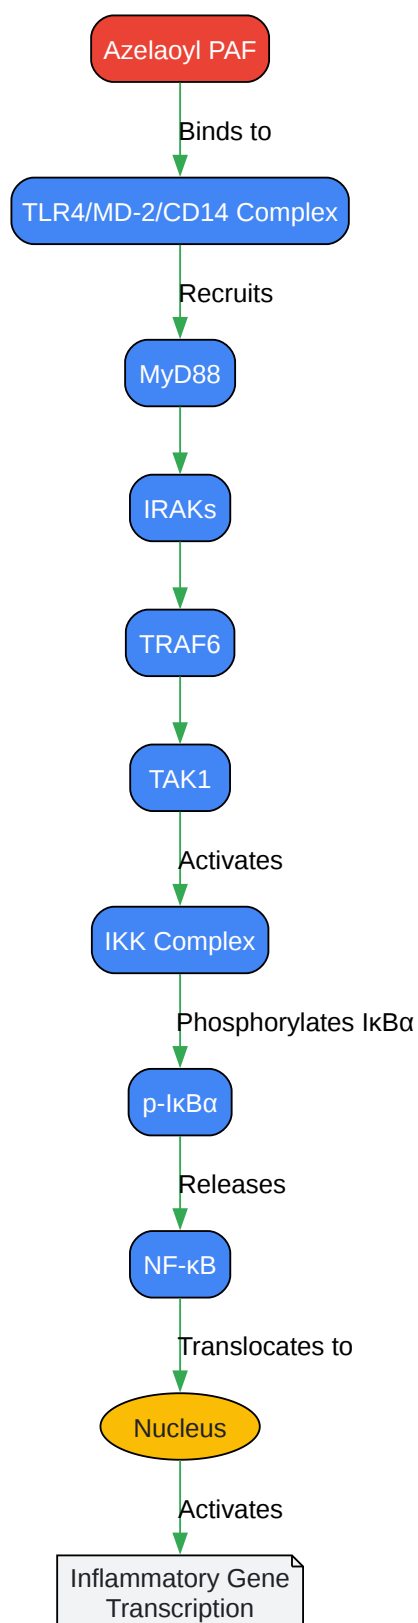 Azelaoyl PAF
Binds to
TLR4/MD-2/CD14 Complex
Recruits
MyD88
IRAKs
TRAF6
TAK1
Activates
IKK Complex
Phosphorylates IκBα
p-IκBα
Releases
NF-κB
Translocates to
Nucleus
Activates
Inflammatory Gene
Transcription